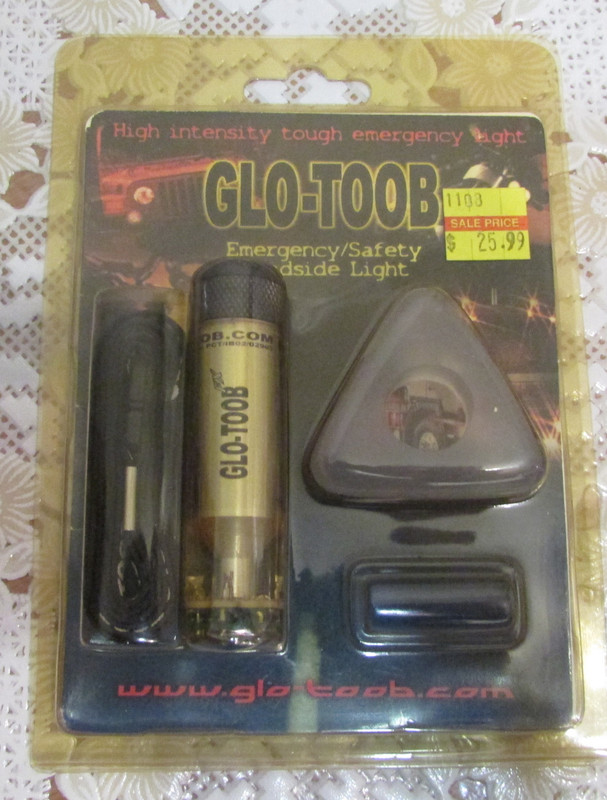 High intensity tough emergency light
GLO-TOOB
1108
SALE PRICE
$ 25.99
Emergency/Safety
dside Light
OB.COM
GLO-TOOB
www.glo-toob.com